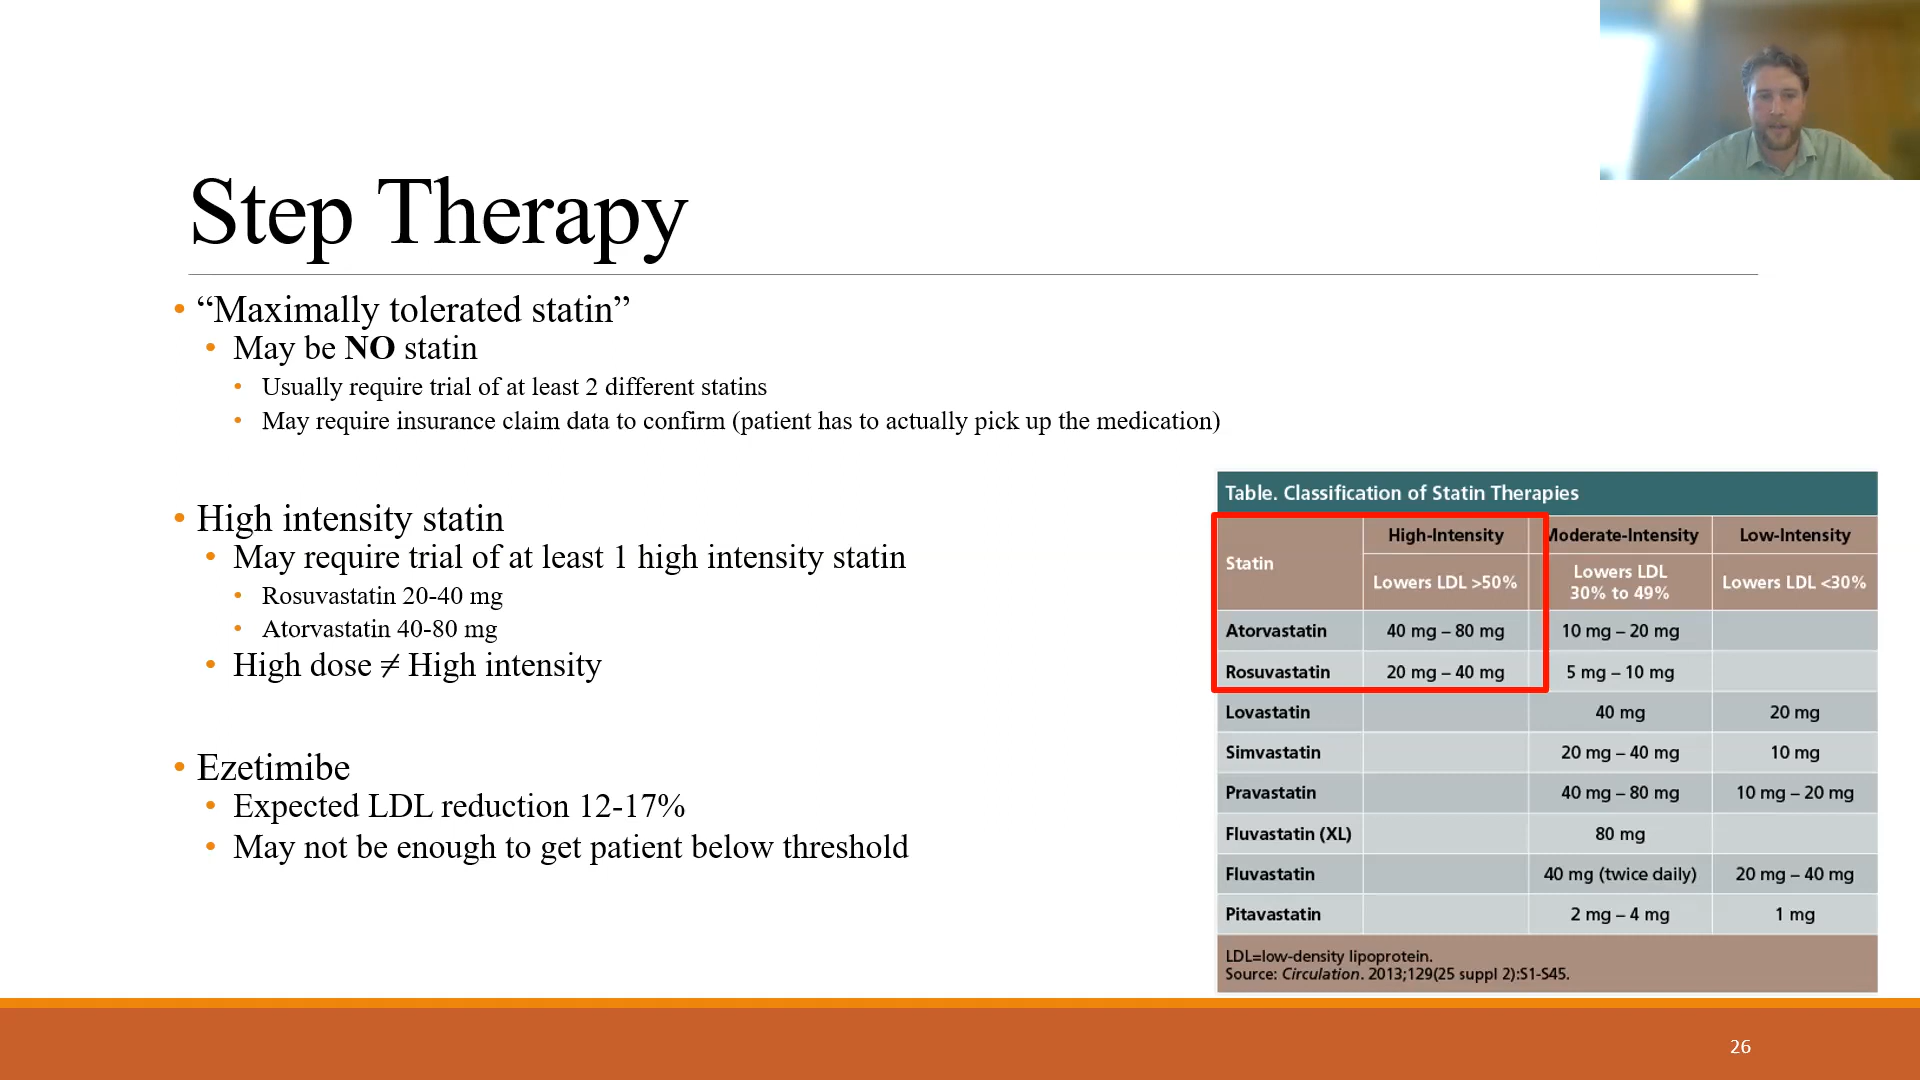 Step Therapy
• “Maximally tolerated statin”
• May be NO statin
• Usually require trial of at least 2 different statins
• May require insurance claim data to confirm (patient has to actually pick up the medication)
• High intensity statin
• May require trial of at least 1 high intensity statin
• Rosuvastatin 20-40 mg
• Atorvastatin 40-80 mg
• High dose ≠ High intensity
• Ezetimibe
• Expected LDL reduction 12-17%
• May not be enough to get patient below threshold
Table. Classification of Statin Therapies
Statin High-Intensity Moderate-Intensity Low-Intensity
Lowers LDL >50% Lowers LDL 30% to 49% Lowers LDL <30%
Atorvastatin 40 mg – 80 mg 10 mg – 20 mg
Rosuvastatin 20 mg – 40 mg 5 mg – 10 mg
Lovastatin 40 mg 20 mg
Simvastatin 20 mg – 40 mg 10 mg
Pravastatin 40 mg – 80 mg 10 mg – 20 mg
Fluvastatin (XL) 80 mg
Fluvastatin 40 mg (twice daily) 20 mg – 40 mg
Pitavastatin 2 mg – 4 mg 1 mg
LDL=low-density lipoprotein.
Source: Circulation. 2013;129(25 suppl 2):S1-S45.
26